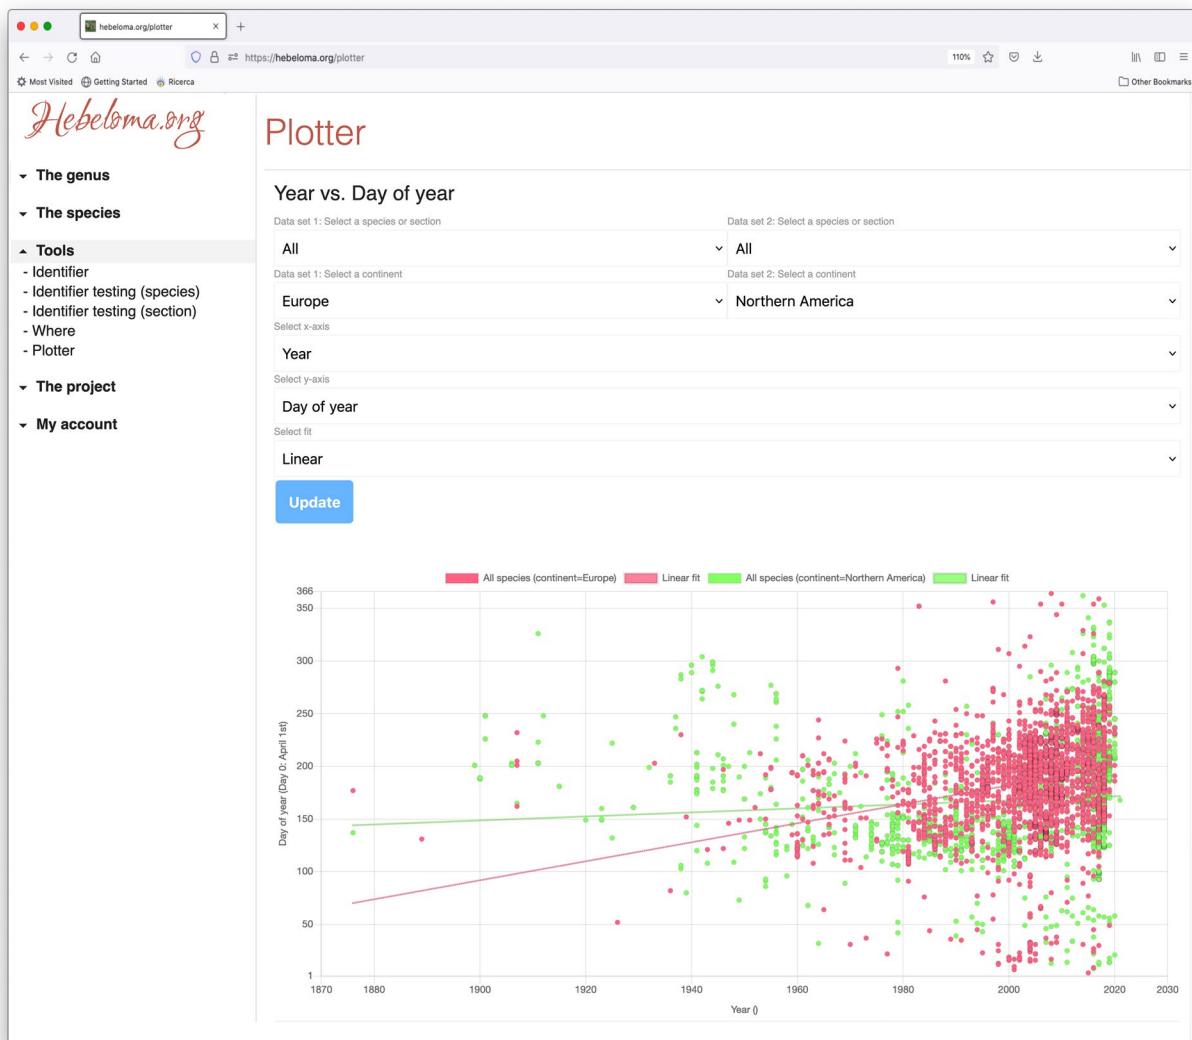 hebeloma.org/plotter
https://hebeloma.org/plotter
110%
Most Visited
Getting Started
Ricerca
Other Bookmarks
Hebeloma.org
The genus
The species
Tools
- Identifier
- Identifier testing (species)
- Identifier testing (section)
- Where
- Plotter
The project
My account
Plotter
Year vs. Day of year
Data set 1: Select a species or section
Data set 2: Select a species or section
All
All
Data set 1: Select a continent
Data set 2: Select a continent
Europe
Northern America
Select x-axis
Year
Select y-axis
Day of year
Select fit
Linear
Update
All species (continent=Europe)
Linear fit
All species (continent=Northern America)
Linear fit
Day of year (Day 0: April 1st)
366
350
300
250
200
150
100
50
1
1870
1880
1900
1920
1940
1960
1980
2000
2020
2030
Year ()